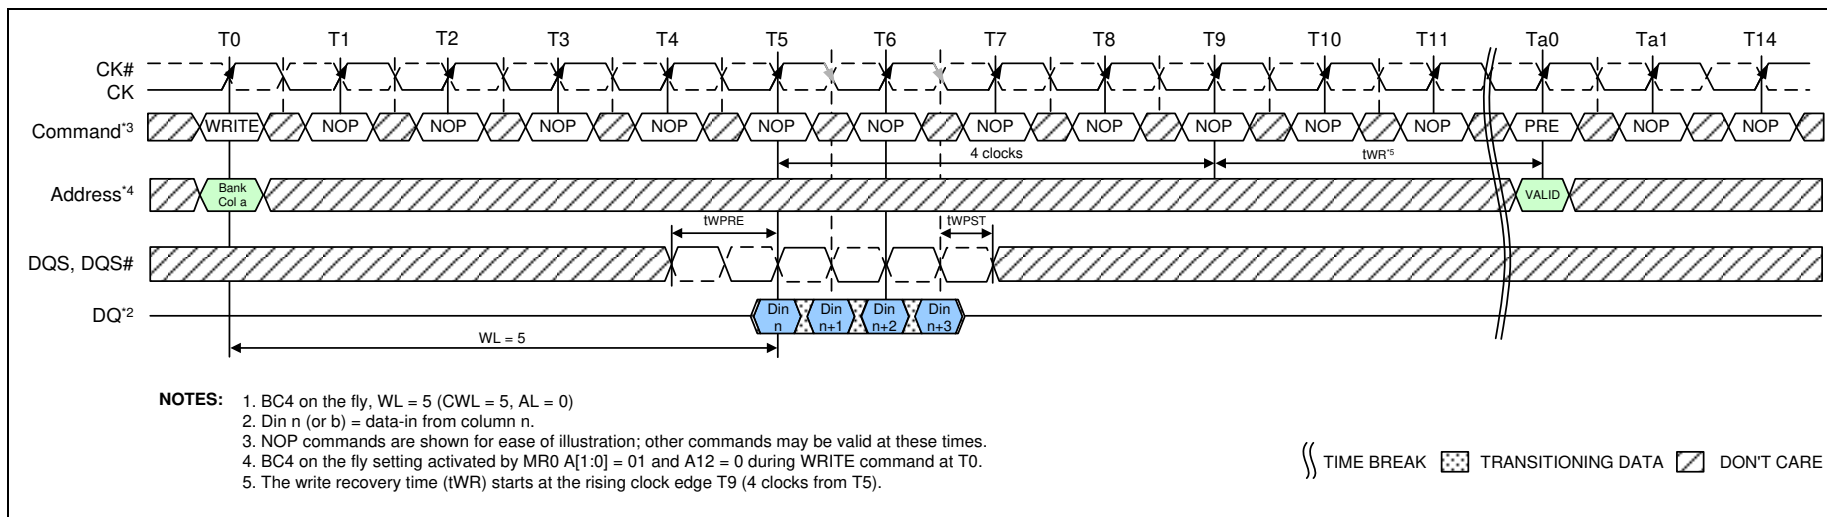 T0 T1 T2 T3 T4 T5 T6 T7 T8 T9 T10 T11 Ta0 Ta1 T14
CK#
CK
Command*3 WRITE NOP NOP NOP NOP NOP NOP NOP NOP NOP NOP NOP PRE NOP NOP
4 clocks tWR*5
Address*4 Bank Col a VALID
tWPRE tWPST
DQS, DQS#
DQ*2 Din n Din n+1 Din n+2 Din n+3
WL = 5
NOTES: 1. BC4 on the fly, WL = 5 (CWL = 5, AL = 0)
2. Din n (or b) = data-in from column n.
3. NOP commands are shown for ease of illustration; other commands may be valid at these times.
4. BC4 on the fly setting activated by MR0 A[1:0] = 01 and A12 = 0 during WRITE command at T0.
5. The write recovery time (tWR) starts at the rising clock edge T9 (4 clocks from T5).
TIME BREAK TRANSITIONING DATA DON'T CARE